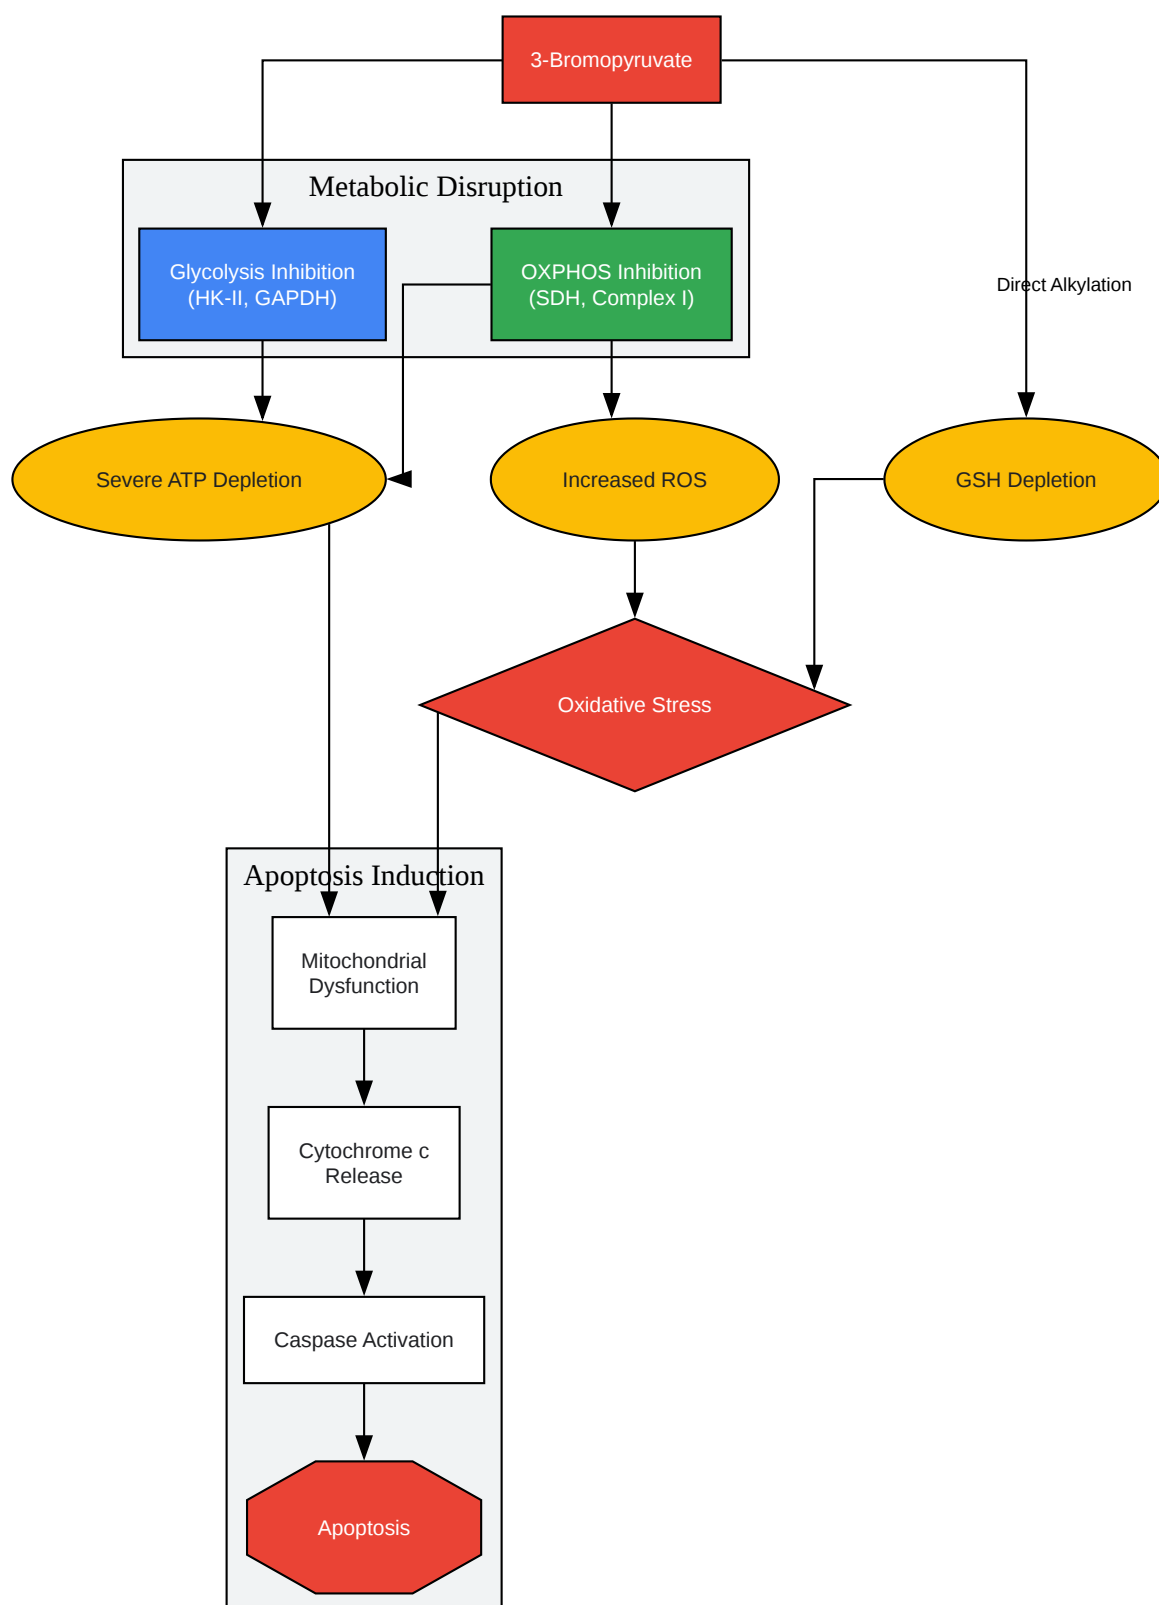 3-Bromopyruvate
Metabolic Disruption
Glycolysis Inhibition
(HK-II, GAPDH)
OXPHOS Inhibition
(SDH, Complex I)
Direct Alkylation
Severe ATP Depletion
Increased ROS
GSH Depletion
Oxidative Stress
Apoptosis Induction
Mitochondrial
Dysfunction
Cytochrome c
Release
Caspase Activation
Apoptosis